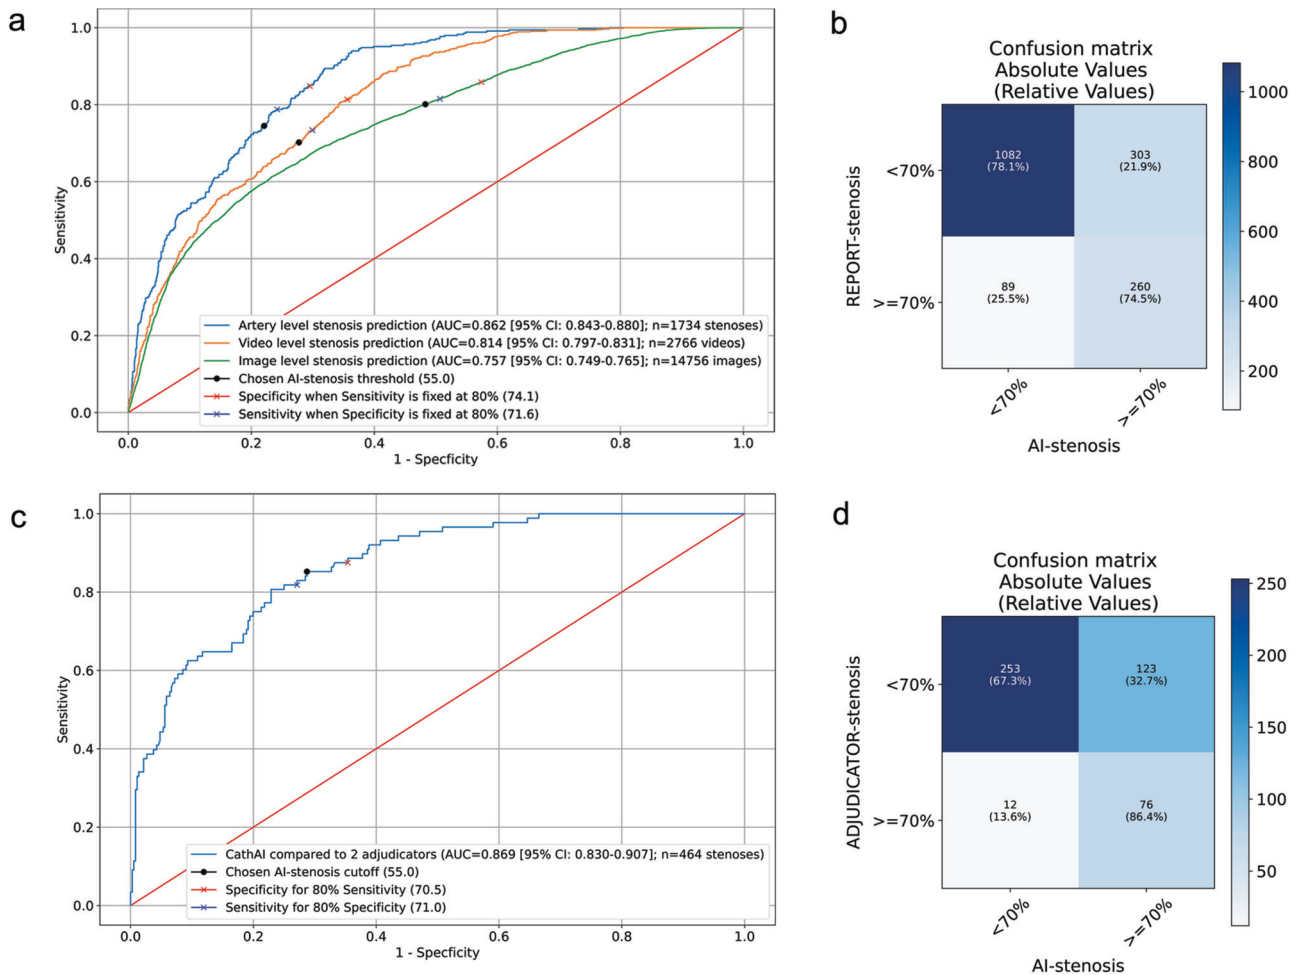 a
1.0
0.8
0.6
0.4
0.2
0.0
Sensitivity
Artery level stenosis prediction (AUC=0.862 [95% CI: 0.843-0.880]; n=1734 stenoses)
Video level stenosis prediction (AUC=0.814 [95% CI: 0.797-0.831]; n=2766 videos)
Image level stenosis prediction (AUC=0.757 [95% CI: 0.749-0.765]; n=14756 images)
Chosen AI-stenosis threshold (55.0)
Specificity when Sensitivity is fixed at 80% (74.1)
Sensitivity when Specificity is fixed at 80% (71.6)
0.0 0.2 0.4 0.6 0.8 1.0
1 - Specficity
b
Confusion matrix
Absolute Values
(Relative Values)
REPORT-stenosis
<70%
>=70%
1082
(78.1%)
303
(21.9%)
89
(25.5%)
260
(74.5%)
<70%
>=70%
AI-stenosis
1000
800
600
400
200
c
1.0
0.8
0.6
0.4
0.2
0.0
Sensitivity
CathAI compared to 2 adjudicators (AUC=0.869 [95% CI: 0.830-0.907]; n=464 stenoses)
Chosen AI-stenosis cutoff (55.0)
Specificity for 80% Sensitivity (70.5)
Sensitivity for 80% Specificity (71.0)
0.0 0.2 0.4 0.6 0.8 1.0
1 - Specficity
d
Confusion matrix
Absolute Values
(Relative Values)
ADJUDICATOR-stenosis
<70%
>=70%
253
(67.3%)
123
(32.7%)
12
(13.6%)
76
(86.4%)
<70%
>=70%
AI-stenosis
250
200
150
100
50